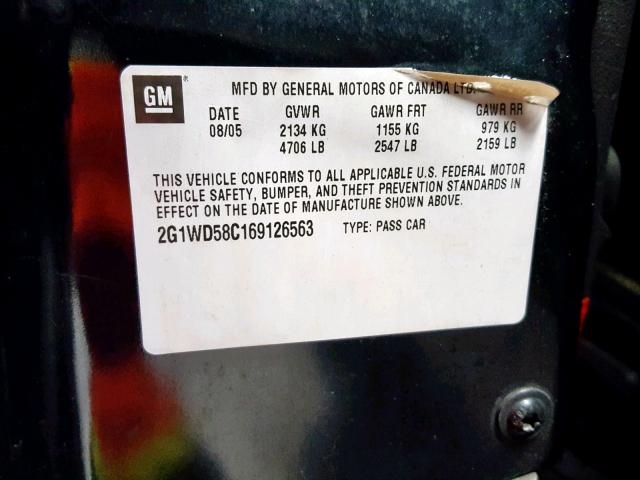 GM ® MFD BY GENERAL MOTORS OF CANADA LTD.
DATE GVWR GAWR FRT GAWR RR
08/05 2134 KG 1155 KG 979 KG
4706 LB 2547 LB 2159 LB
THIS VEHICLE CONFORMS TO ALL APPLICABLE U.S. FEDERAL MOTOR
VEHICLE SAFETY, BUMPER, AND THEFT PREVENTION STANDARDS IN
EFFECT ON THE DATE OF MANUFACTURE SHOWN ABOVE.
2G1WD58C169126563 TYPE: PASS CAR